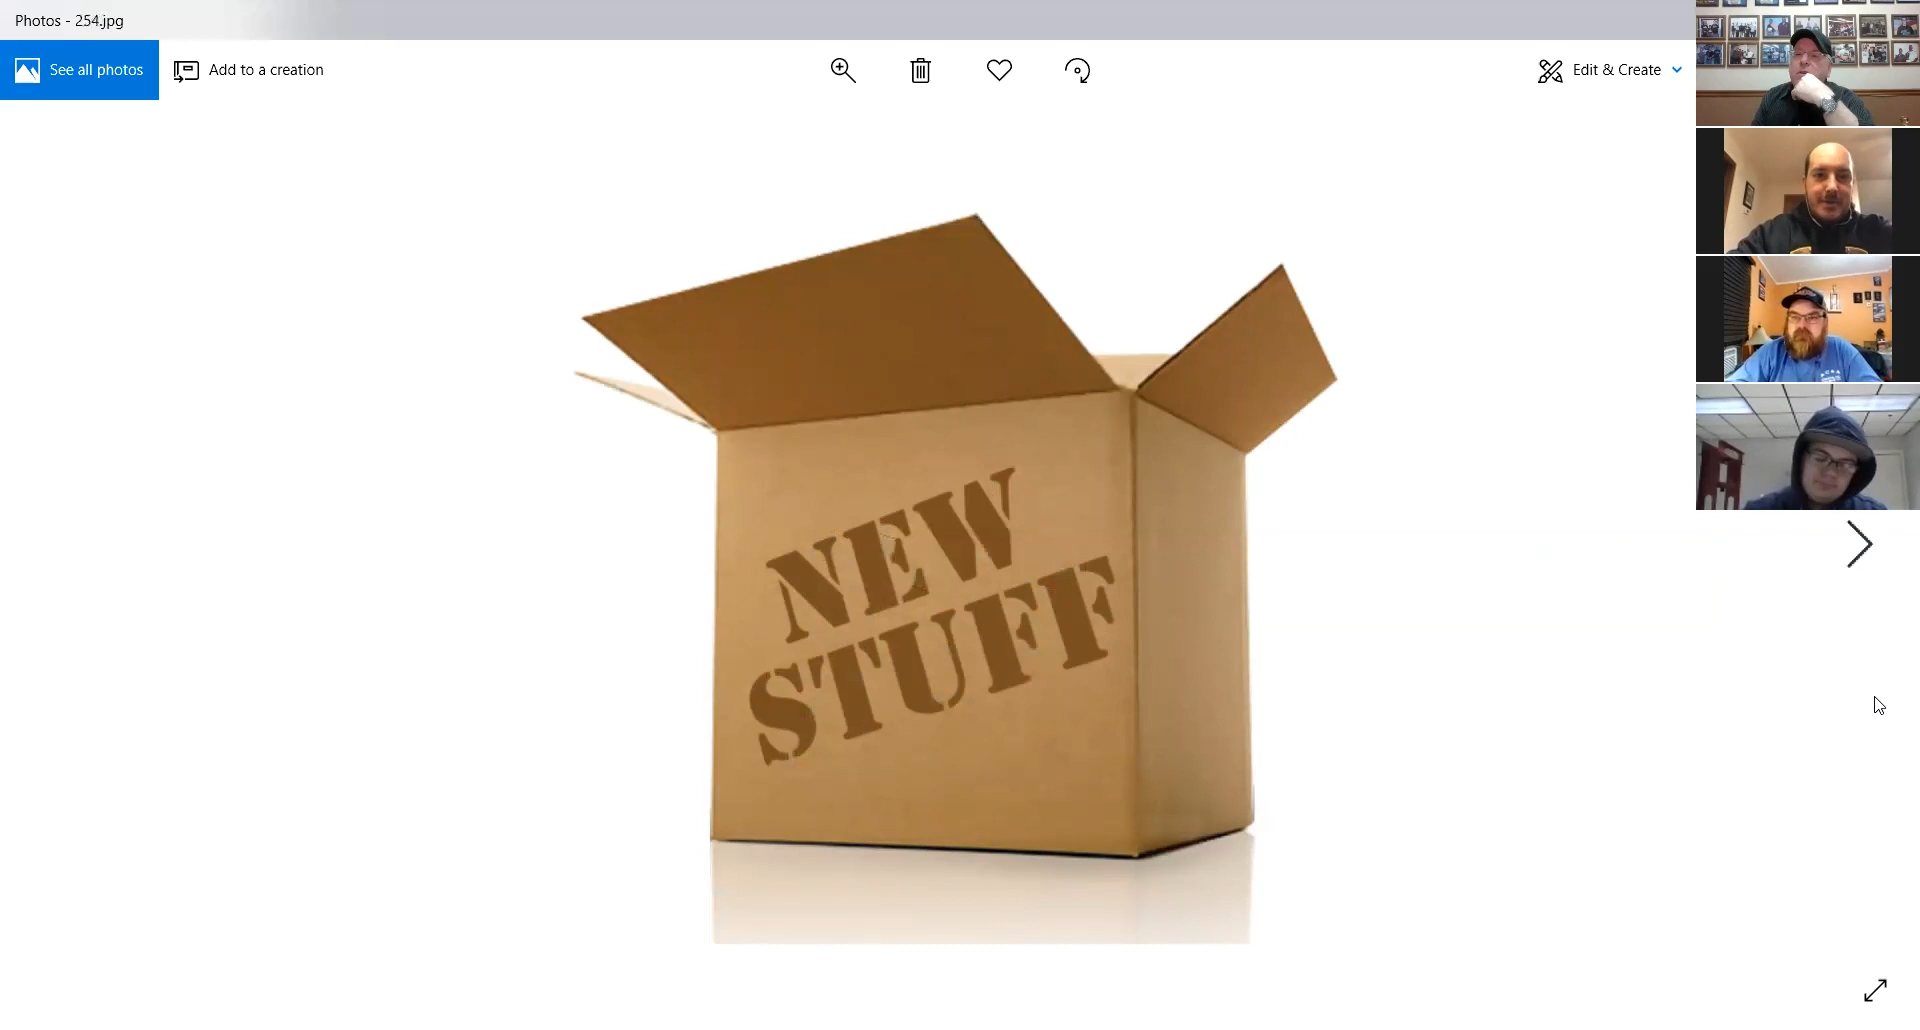 Photos - 254.jpg
See all photos
Add to a creation
Edit & Create
NEW
STUFF